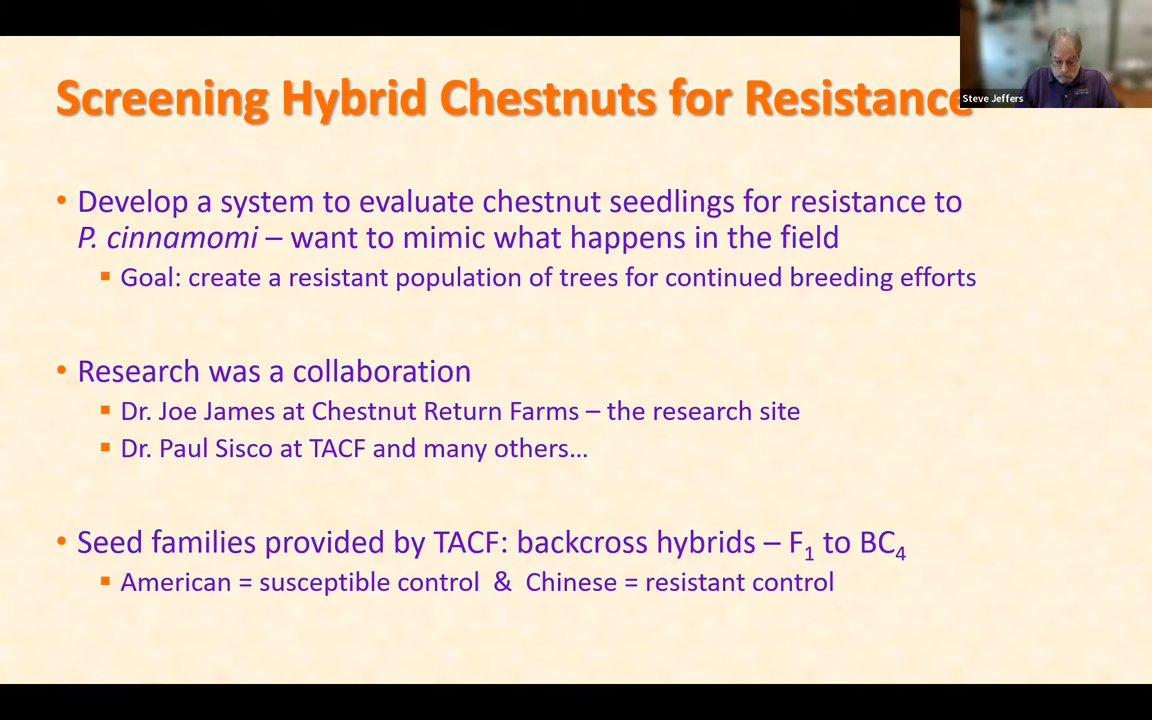 Screening Hybrid Chestnuts for Resistance
Steve Jeffers
• Develop a system to evaluate chestnut seedlings for resistance to
P. cinnamomi – want to mimic what happens in the field
▪ Goal: create a resistant population of trees for continued breeding efforts
• Research was a collaboration
▪ Dr. Joe James at Chestnut Return Farms – the research site
▪ Dr. Paul Sisco at TACF and many others...
• Seed families provided by TACF: backcross hybrids – F₁ to BC₄
▪ American = susceptible control & Chinese = resistant control